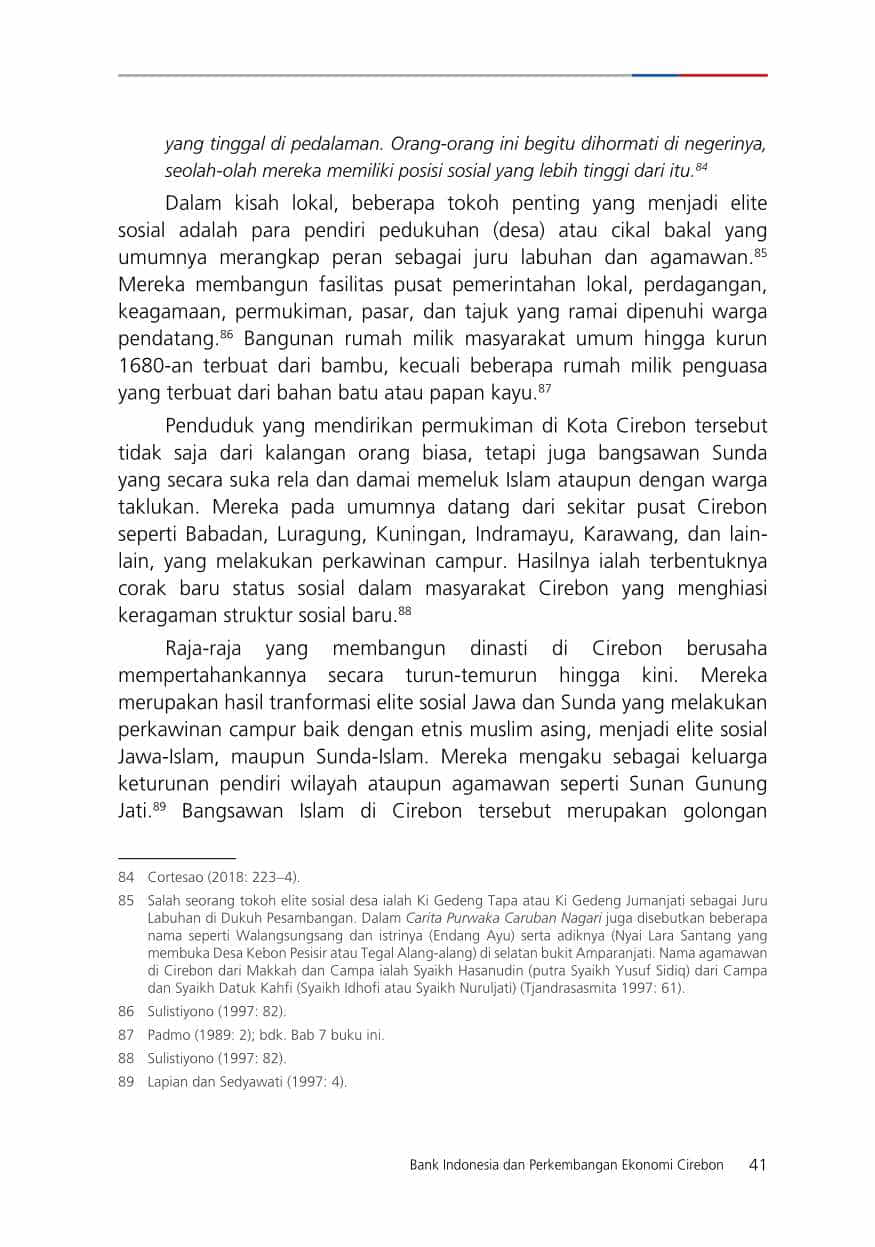 yang tinggal di pedalaman. Orang-orang ini begitu dihormati di negerinya,
seolah-olah mereka memiliki posisi sosial yang lebih tinggi dari itu.84
Dalam kisah lokal, beberapa tokoh penting yang menjadi elite
sosial adalah para pendiri pedukuhan (desa) atau cikal bakal yang
umumnya merangkap peran sebagai juru labuhan dan agamawan.85
Mereka membangun fasilitas pusat pemerintahan lokal, perdagangan,
keagamaan, permukiman, pasar, dan tajuk yang ramai dipenuhi warga
pendatang.86 Bangunan rumah milik masyarakat umum hingga kurun
1680-an terbuat dari bambu, kecuali beberapa rumah milik penguasa
yang terbuat dari bahan batu atau papan kayu.87
Penduduk yang mendirikan permukiman di Kota Cirebon tersebut
tidak saja dari kalangan orang biasa, tetapi juga bangsawan Sunda
yang secara suka rela dan damai memeluk Islam ataupun dengan warga
taklukan. Mereka pada umumnya datang dari sekitar pusat Cirebon
seperti Babadan, Luragung, Kuningan, Indramayu, Karawang, dan lain-
lain, yang melakukan perkawinan campur. Hasilnya ialah terbentuknya
corak baru status sosial dalam masyarakat Cirebon yang menghiasi
keragaman struktur sosial baru.88
Raja-raja yang membangun dinasti di Cirebon berusaha
mempertahankannya secara turun-temurun hingga kini. Mereka
merupakan hasil tranformasi elite sosial Jawa dan Sunda yang melakukan
perkawinan campur baik dengan etnis muslim asing, menjadi elite sosial
Jawa-Islam, maupun Sunda-Islam. Mereka mengaku sebagai keluarga
keturunan pendiri wilayah ataupun agamawan seperti Sunan Gunung
Jati.89 Bangsawan Islam di Cirebon tersebut merupakan golongan
84 Cortesao (2018: 223–4).
85 Salah seorang tokoh elite sosial desa ialah Ki Gedeng Tapa atau Ki Gedeng Jumanjati sebagai Juru
Labuhan di Dukuh Pesambangan. Dalam Carita Purwaka Caruban Nagari juga disebutkan beberapa
nama seperti Walangsungsang dan istrinya (Endang Ayu) serta adiknya (Nyai Lara Santang yang
membuka Desa Kebon Pesisir atau Tegal Alang-alang) di selatan bukit Amparanjati. Nama agamawan
di Cirebon dari Makkah dan Campa ialah Syaikh Hasanudin (putra Syaikh Yusuf Sidiq) dari Campa
dan Syaikh Datuk Kahfi (Syaikh Idhofi atau Syaikh Nuruljati) (Tjandrasasmita 1997: 61).
86 Sulistiyono (1997: 82).
87 Padmo (1989: 2); bdk. Bab 7 buku ini.
88 Sulistiyono (1997: 82).
89 Lapian dan Sedyawati (1997: 4).
Bank Indonesia dan Perkembangan Ekonomi Cirebon 41